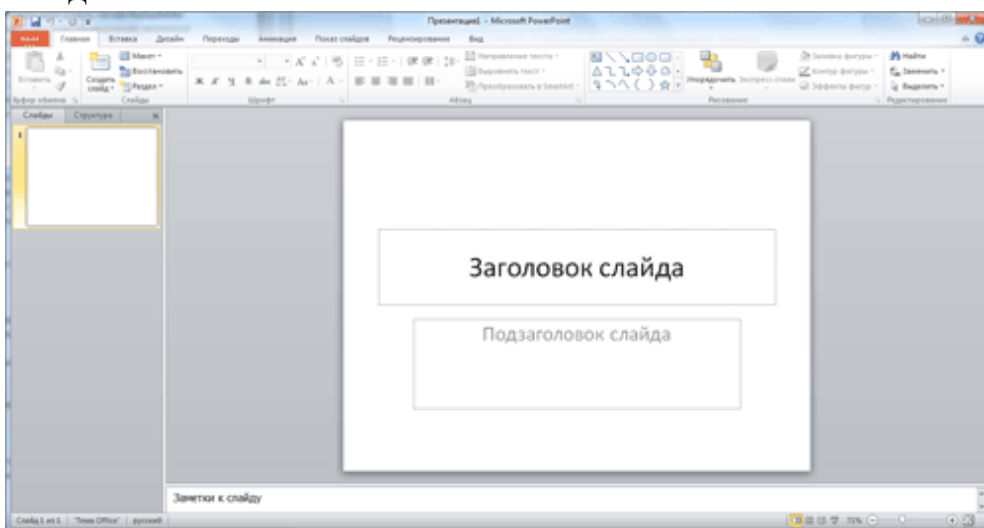 Презентация1 - Microsoft PowerPoint
Файл Главная Вставка Дизайн Переходы Анимация Показ слайдов Рецензирование Вид
Вставить Создать слайд Макет Восстановить Раздел
Ж К Ч
Направление текста
Выровнять текст
Преобразовать в SmartArt
Упорядочить Экспресс-стили
Заливка фигуры
Контур фигуры
Эффекты фигур
Найти
Заменить
Выделить
Буфер обмена Слайды Шрифт Абзац Рисование Редактирование
Слайды Структура
1
Заголовок слайда
Подзаголовок слайда
Заметки к слайду
Слайд 1 из 1 "Тема Office" русский 70%